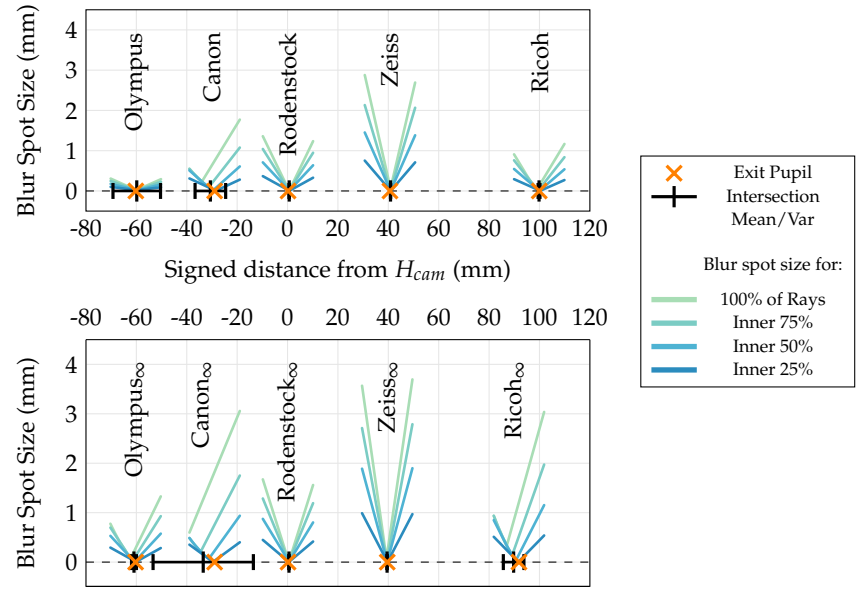 Blur Spot Size (mm)
4
3
2
1
0
Olympus
Canon
Rodenstock
Zeiss
Ricoh
-80 -60 -40 -20 0 20 40 60 80 100 120
Signed distance from H_cam (mm)
-80 -60 -40 -20 0 20 40 60 80 100 120
Blur Spot Size (mm)
4
3
2
1
0
Olympus∞
Canon∞
Rodenstock∞
Zeiss∞
Ricoh∞
Exit Pupil
Intersection
Mean/Var
Blur spot size for:
100% of Rays
Inner 75%
Inner 50%
Inner 25%